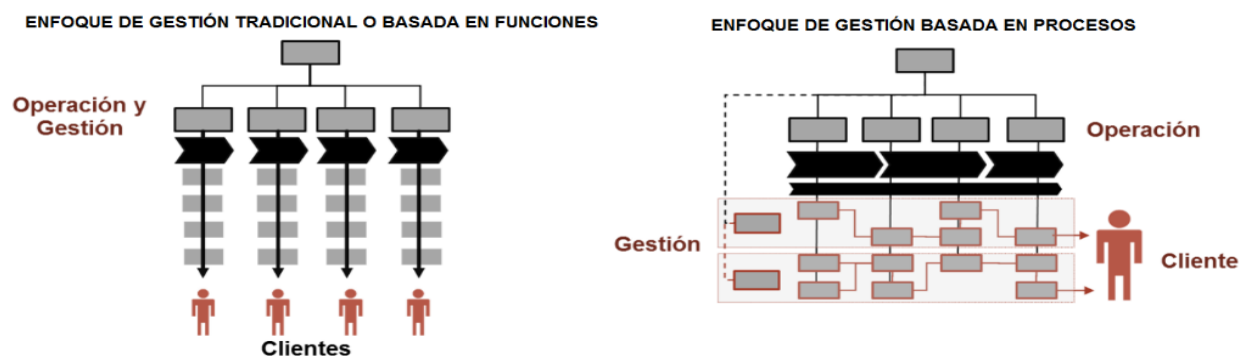 ENFOQUE DE GESTIÓN TRADICIONAL O BASADA EN FUNCIONES
Operación y
Gestión
Clientes
ENFOQUE DE GESTIÓN BASADA EN PROCESOS
Operación
Gestión
Cliente